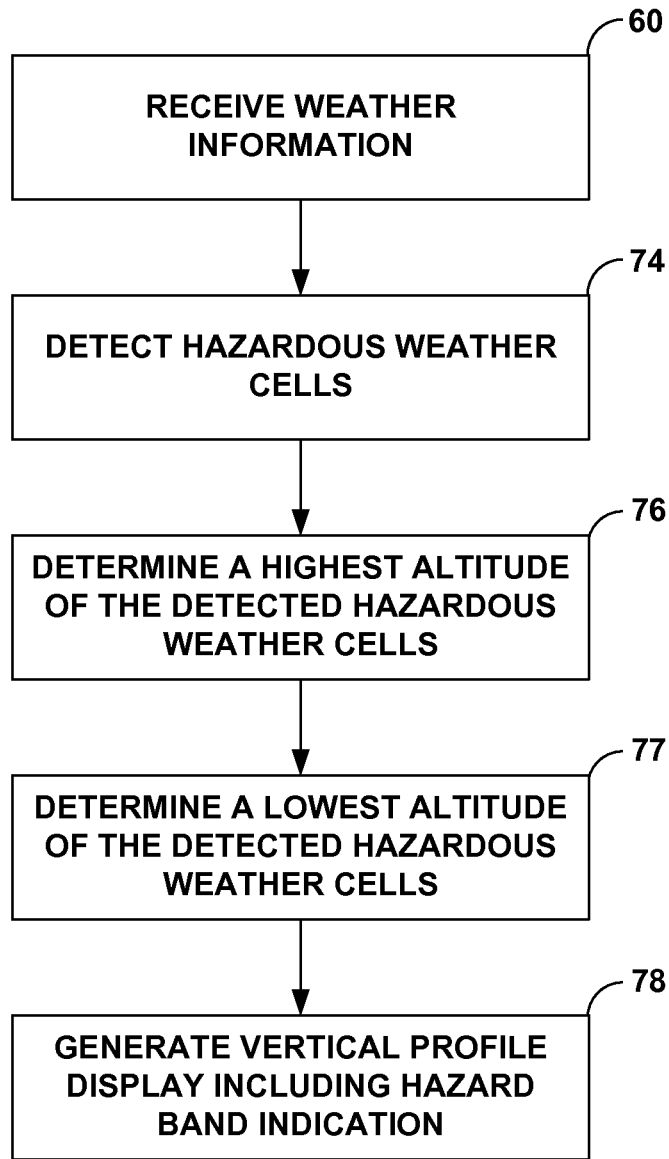 60
RECEIVE WEATHER
INFORMATION
74
DETECT HAZARDOUS WEATHER
CELLS
76
DETERMINE A HIGHEST ALTITUDE
OF THE DETECTED HAZARDOUS
WEATHER CELLS
77
DETERMINE A LOWEST ALTITUDE
OF THE DETECTED HAZARDOUS
WEATHER CELLS
78
GENERATE VERTICAL PROFILE
DISPLAY INCLUDING HAZARD
BAND INDICATION